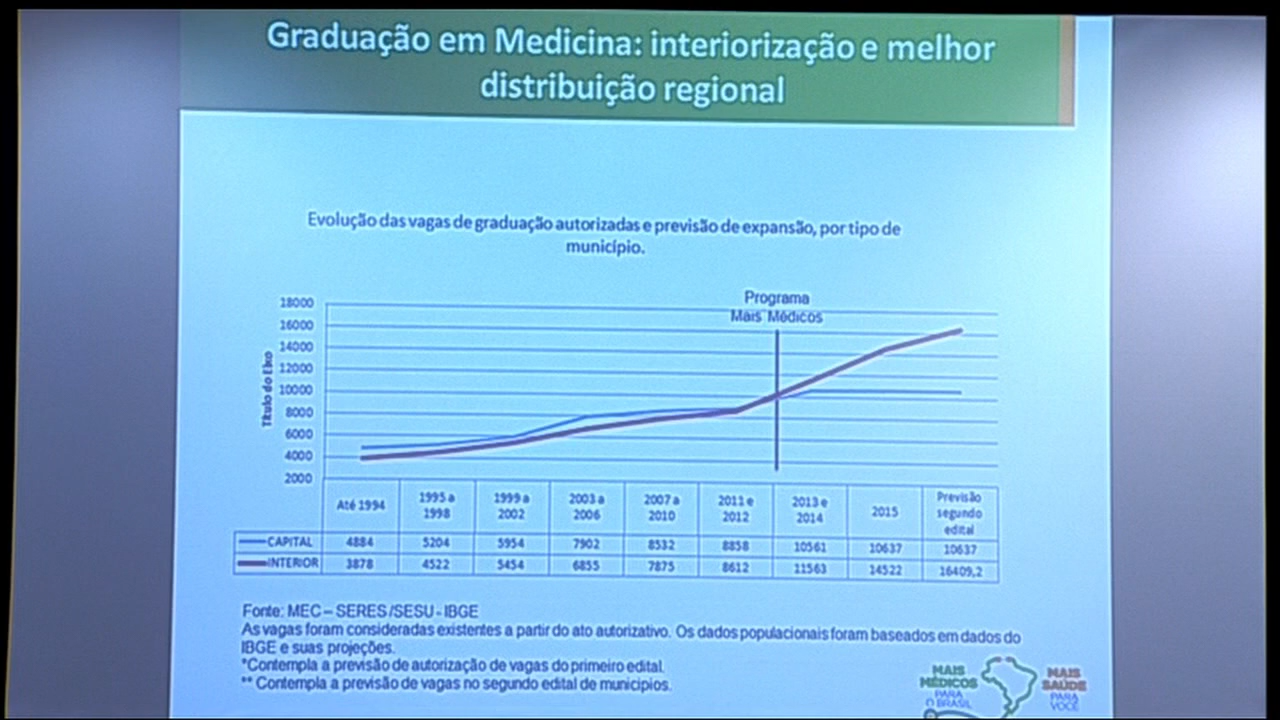 Graduação em Medicina: interiorização e melhor
distribuição regional
Evolução das vagas de graduação autorizadas e previsão de expansão, por tipo de
município.
Programa
Mais Médicos
Título do Eixo
18000
16000
14000
12000
10000
8000
6000
4000
2000
Até 1994
1995 a
1998
1999 a
2002
2003 a
2006
2007 a
2010
2011 e
2012
2013 e
2014
2015
Previsão
segundo
edital
CAPITAL 4884 5204 5954 7902 8532 8858 10561 10637 10637
INTERIOR 3878 4522 5454 6855 7875 8612 11563 14522 16409,2
Fonte: MEC – SERES /SESU - IBGE
As vagas foram consideradas existentes a partir do ato autorizativo. Os dados populacionais foram baseados em dados do
IBGE e suas projeções.
*Contempla a previsão de autorização de vagas do primeiro edital.
** Contempla a previsão de vagas no segundo edital de municipios.
MAIS
MÉDICOS
PARA
O BRASIL
MAIS
SAÚDE
PARA
VOCÊ